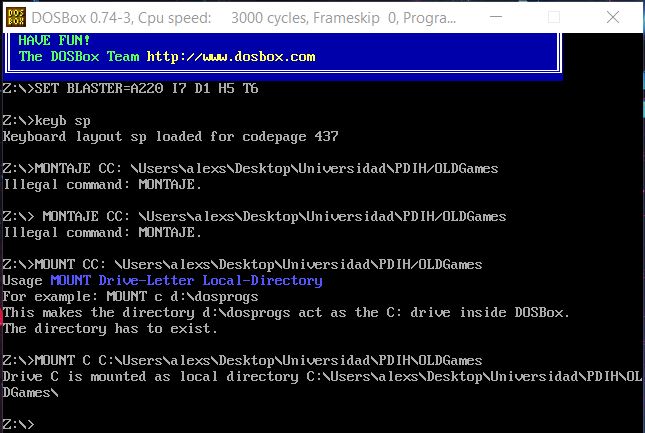 DOSBox 0.74-3, Cpu speed: 3000 cycles, Frameskip 0, Progra...
HAVE FUN!
The DOSBox Team http://www.dosbox.com
Z:\>SET BLASTER=A220 I7 D1 H5 T6
Z:\>keyb sp
Keyboard layout sp loaded for codepage 437
Z:\>MONTAJE CC: \Users\alexs\Desktop\Universidad\PDIH/OLDGames
Illegal command: MONTAJE.
Z:\> MONTAJE CC: \Users\alexs\Desktop\Universidad\PDIH/OLDGames
Illegal command: MONTAJE.
Z:\>MOUNT CC: \Users\alexs\Desktop\Universidad\PDIH/OLDGames
Usage MOUNT Drive-Letter Local-Directory
For example: MOUNT c d:\dosprogs
This makes the directory d:\dosprogs act as the C: drive inside DOSBox.
The directory has to exist.
Z:\>MOUNT C C:\Users\alexs\Desktop\Universidad\PDIH\OLDGames
Drive C is mounted as local directory C:\Users\alexs\Desktop\Universidad\PDIH\OL
DGames\
Z:\>